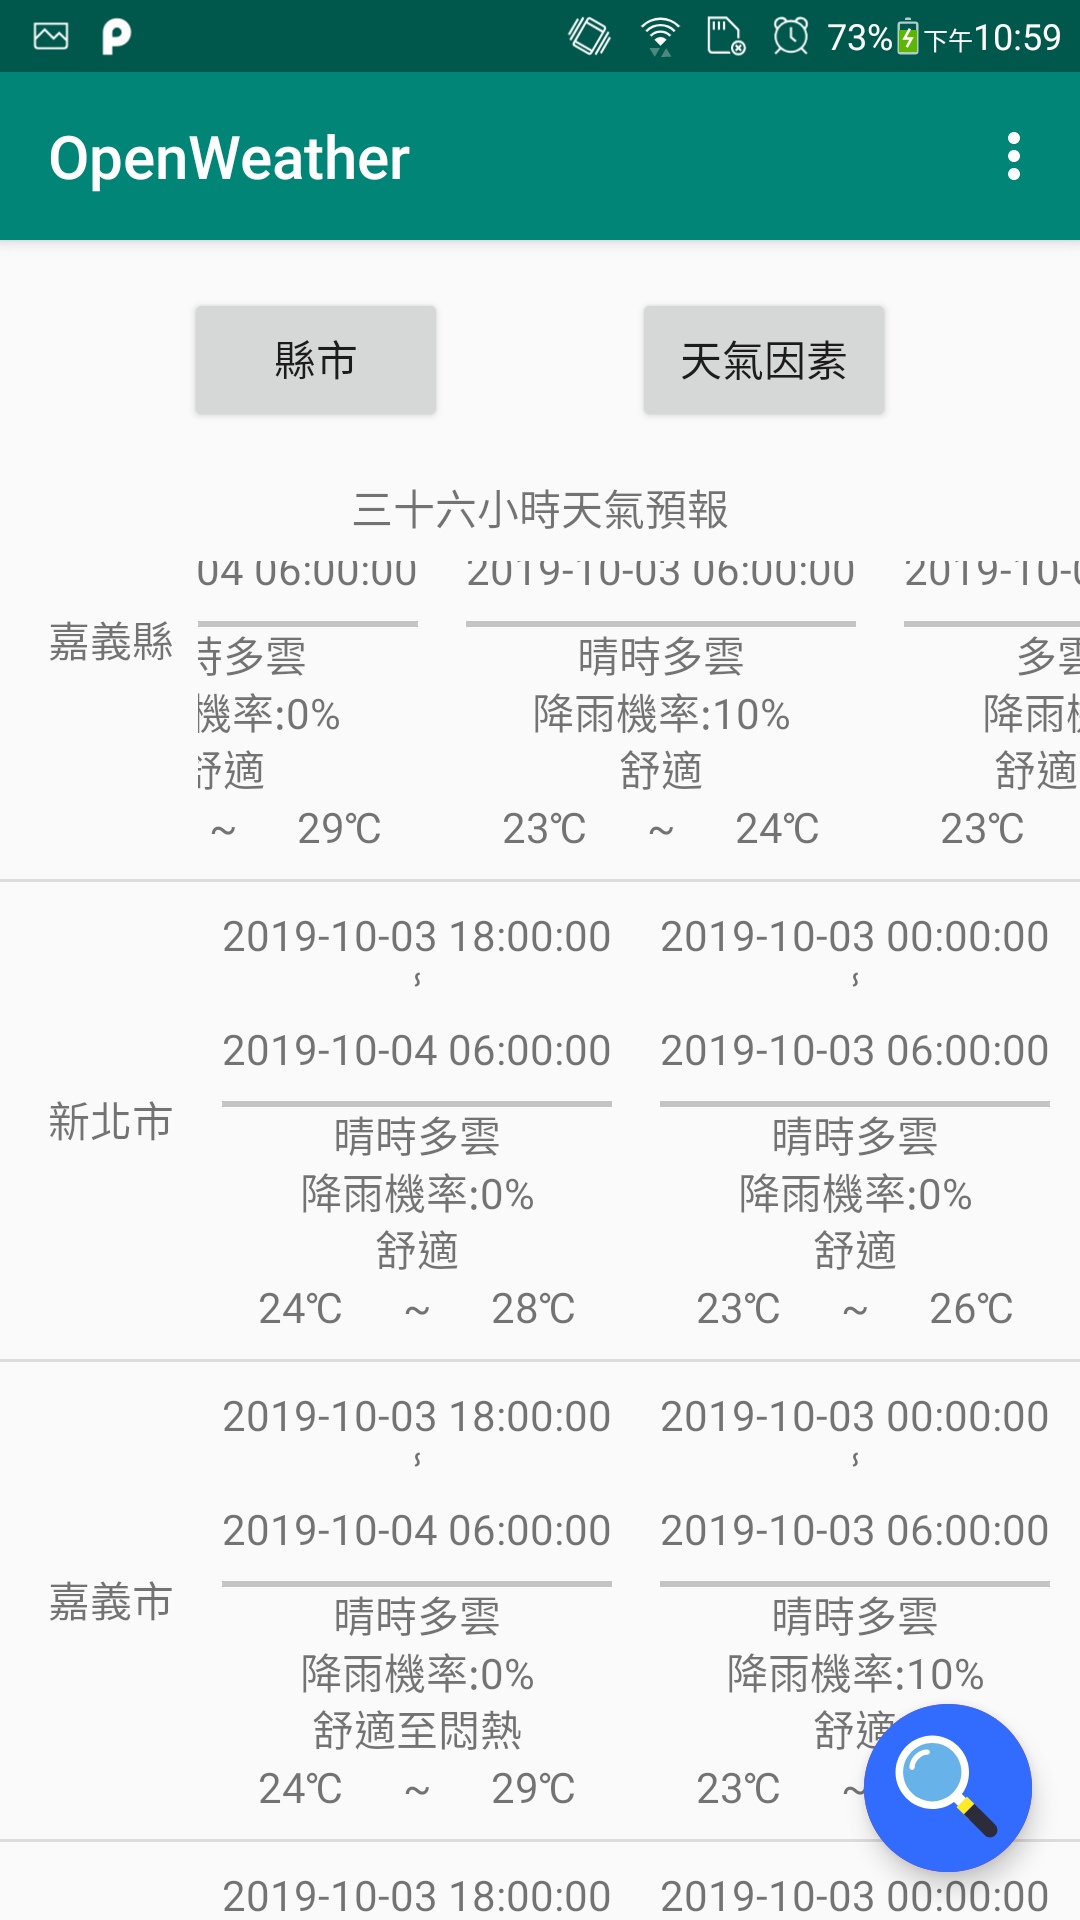 73% 下午10:59
OpenWeather
縣市 天氣因素
三十六小時天氣預報
04 06:00:00 2019-10-03 06:00:00 2019-10-0
嘉義縣
時多雲 晴時多雲 多雲
機率:0% 降雨機率:10% 降雨機
舒適 舒適 舒適
~ 29℃ 23℃ ~ 24℃ 23℃
2019-10-03 18:00:00 2019-10-03 00:00:00
~ ~
2019-10-04 06:00:00 2019-10-03 06:00:00
新北市
晴時多雲 晴時多雲
降雨機率:0% 降雨機率:0%
舒適 舒適
24℃ ~ 28℃ 23℃ ~ 26℃
2019-10-03 18:00:00 2019-10-03 00:00:00
~ ~
2019-10-04 06:00:00 2019-10-03 06:00:00
嘉義市
晴時多雲 晴時多雲
降雨機率:0% 降雨機率:10%
舒適至悶熱 舒適
24℃ ~ 29℃ 23℃ ~
2019-10-03 18:00:00 2019-10-03 00:00:00